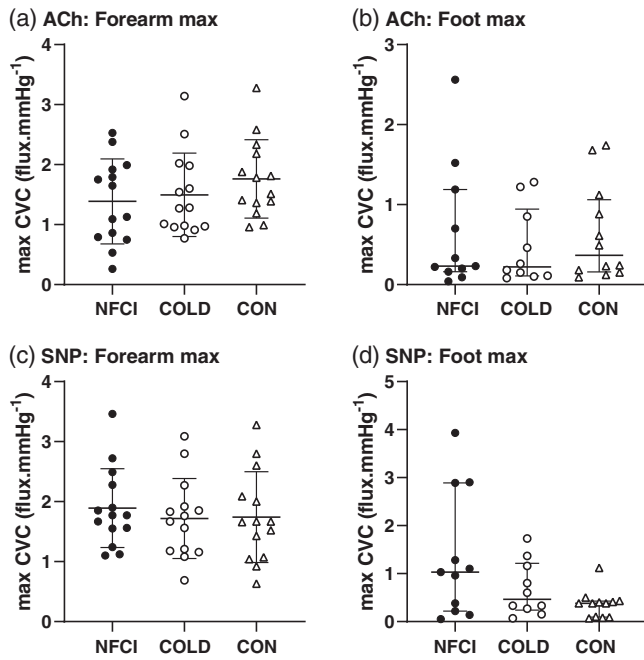 (a) ACh: Forearm max
max CVC (flux.mmHg⁻¹)
4
3
2
1
0
NFCI COLD CON
(b) ACh: Foot max
max CVC (flux.mmHg⁻¹)
3
2
1
0
NFCI COLD CON
(c) SNP: Forearm max
max CVC (flux.mmHg⁻¹)
4
3
2
1
0
NFCI COLD CON
(d) SNP: Foot max
max CVC (flux.mmHg⁻¹)
5
4
3
2
1
0
NFCI COLD CON